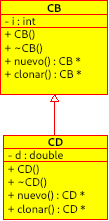 CB
- i : int
+ CB()
+ ~CB()
+ nuevo() : CB *
+ clonar() : CB *
CD
- d : double
+ CD()
+ ~CD()
+ nuevo() : CD *
+ clonar() : CD *